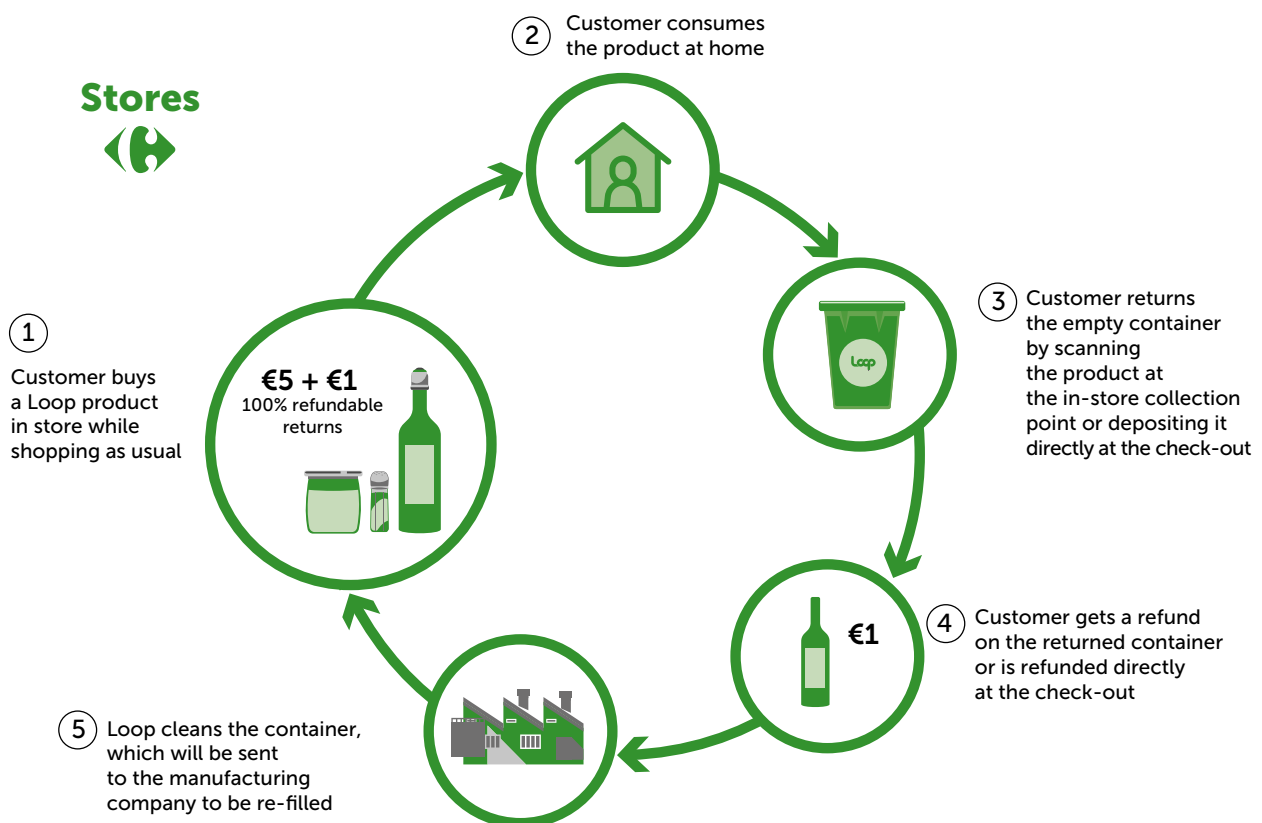 Stores
1
Customer buys
a Loop product
in store while
shopping as usual
€5 + €1
100% refundable
returns
2
Customer consumes
the product at home
3
Customer returns
the empty container
by scanning
the product at
the in-store collection
point or depositing it
directly at the check-out
Loop
4
Customer gets a refund
on the returned container
or is refunded directly
at the check-out
€1
5
Loop cleans the container,
which will be sent
to the manufacturing
company to be re-filled